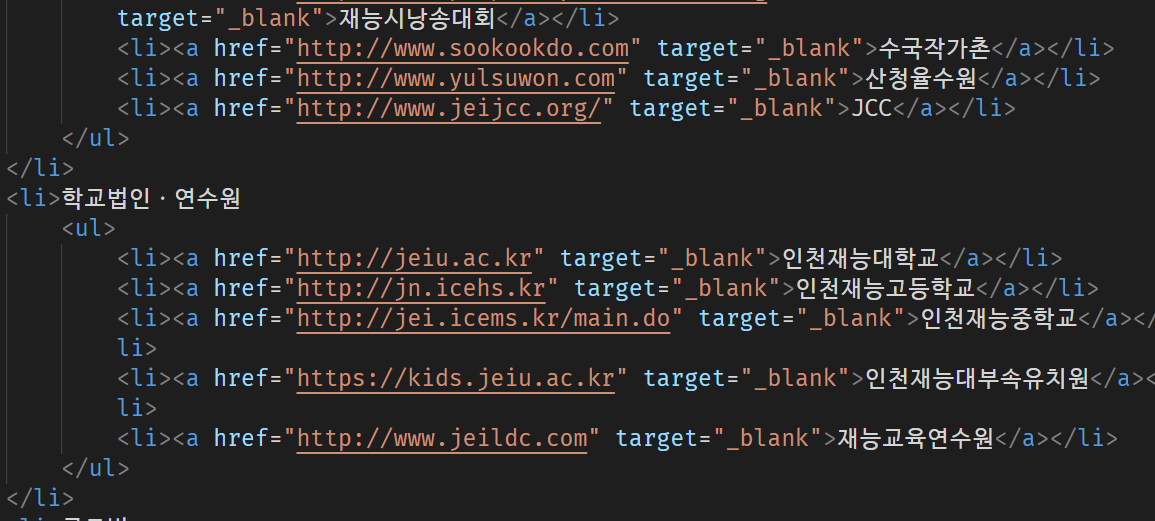 target="_blank">재능시낭송대회</a></li>
<li><a href="http://www.sookookdo.com" target="_blank">수국작가촌</a></li>
<li><a href="http://www.yulsuwon.com" target="_blank">산청율수원</a></li>
<li><a href="http://www.jeijcc.org/" target="_blank">JCC</a></li>
</ul>
</li>
<li>학교법인·연수원
<ul>
<li><a href="http://jeiu.ac.kr" target="_blank">인천재능대학교</a></li>
<li><a href="http://jn.icehs.kr" target="_blank">인천재능고등학교</a></li>
<li><a href="http://jei.icems.kr/main.do" target="_blank">인천재능중학교</a></
li>
<li><a href="https://kids.jeiu.ac.kr" target="_blank">인천재능대부속유치원</a><
li>
<li><a href="http://www.jeildc.com" target="_blank">재능교육연수원</a></li>
</ul>
</li>